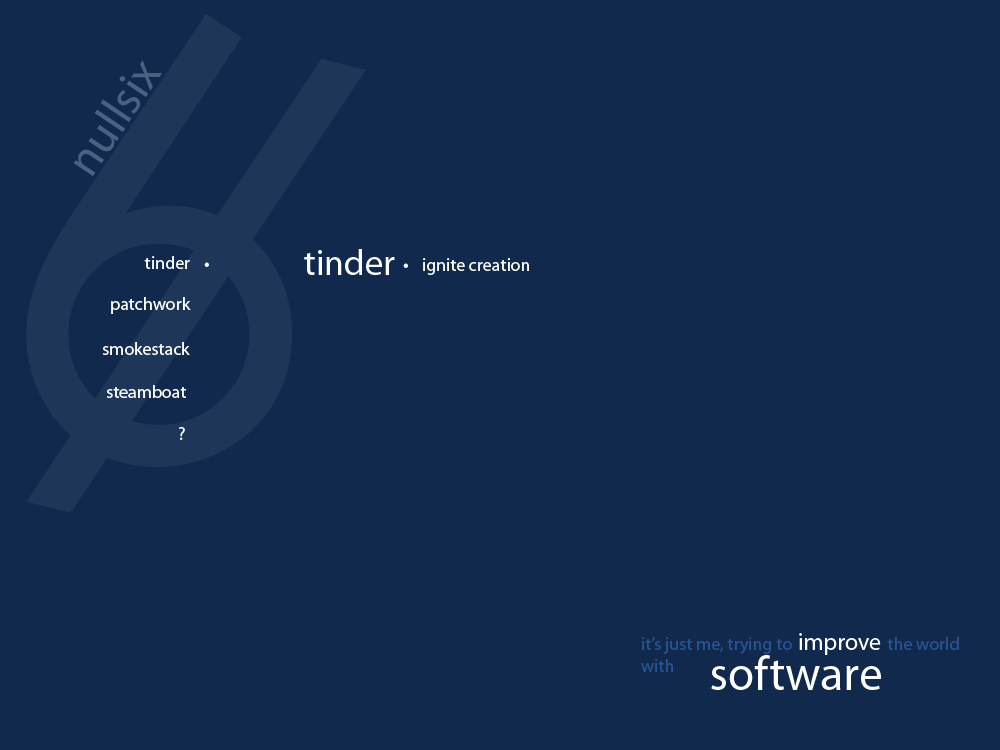 nullsix
tinder •
patchwork
smokestack
steamboat
?
tinder • ignite creation
it's just me, trying to improve the world
with software